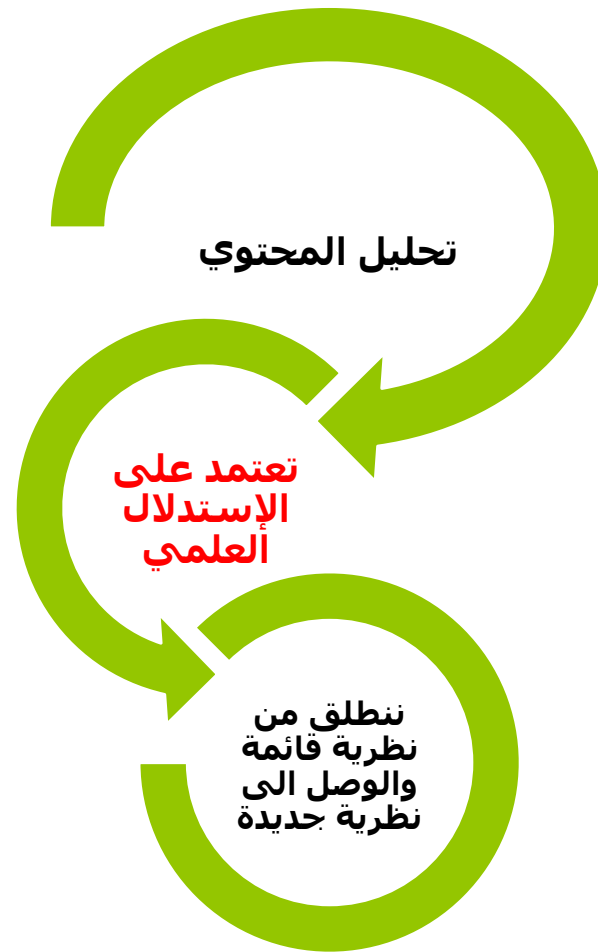 تحليل المحتوي
تعتمد على
الإستدلال
العلمي
ننطلق من
نظرية قائمة
والوصل الى
نظرية جديدة